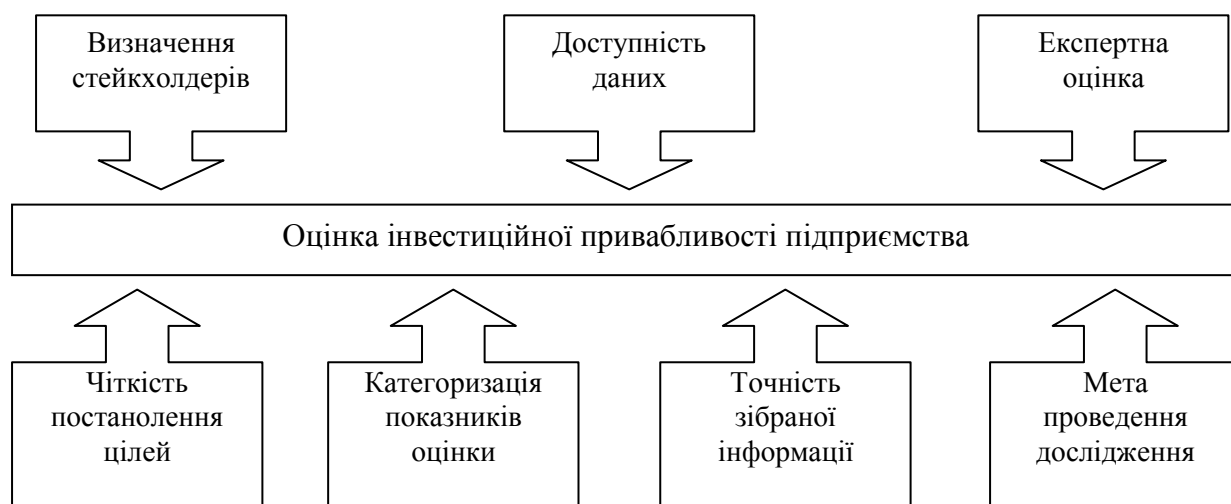 Визначення
стейкхолдерів
Доступність
даних
Експертна
оцінка
Оцінка інвестиційної привабливості підприємства
Чіткість
постанолення
цілей
Категоризація
показників
оцінки
Точність
зібраної
інформації
Мета
проведення
дослідження